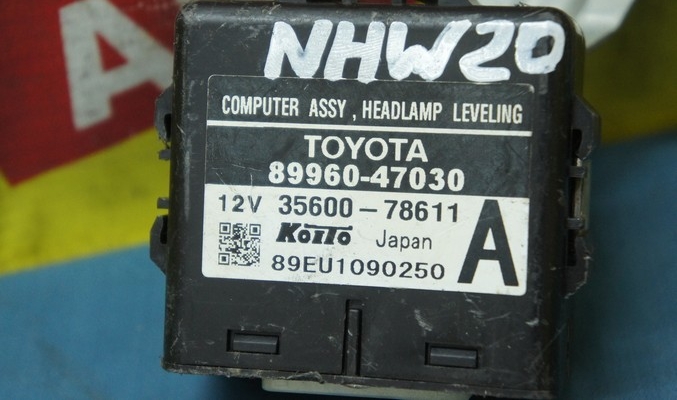 NHW20
COMPUTER ASSY , HEADLAMP LEVELING
TOYOTA
89960-47030
12V 35600-78611
KOITO Japan
89EU1090250
A
A